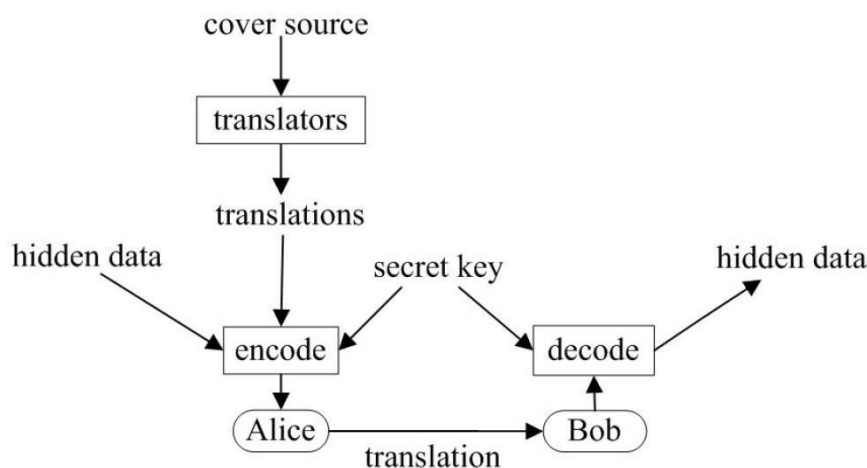 cover source
translators
translations
hidden data
secret key
hidden data
encode
decode
Alice
Bob
translation